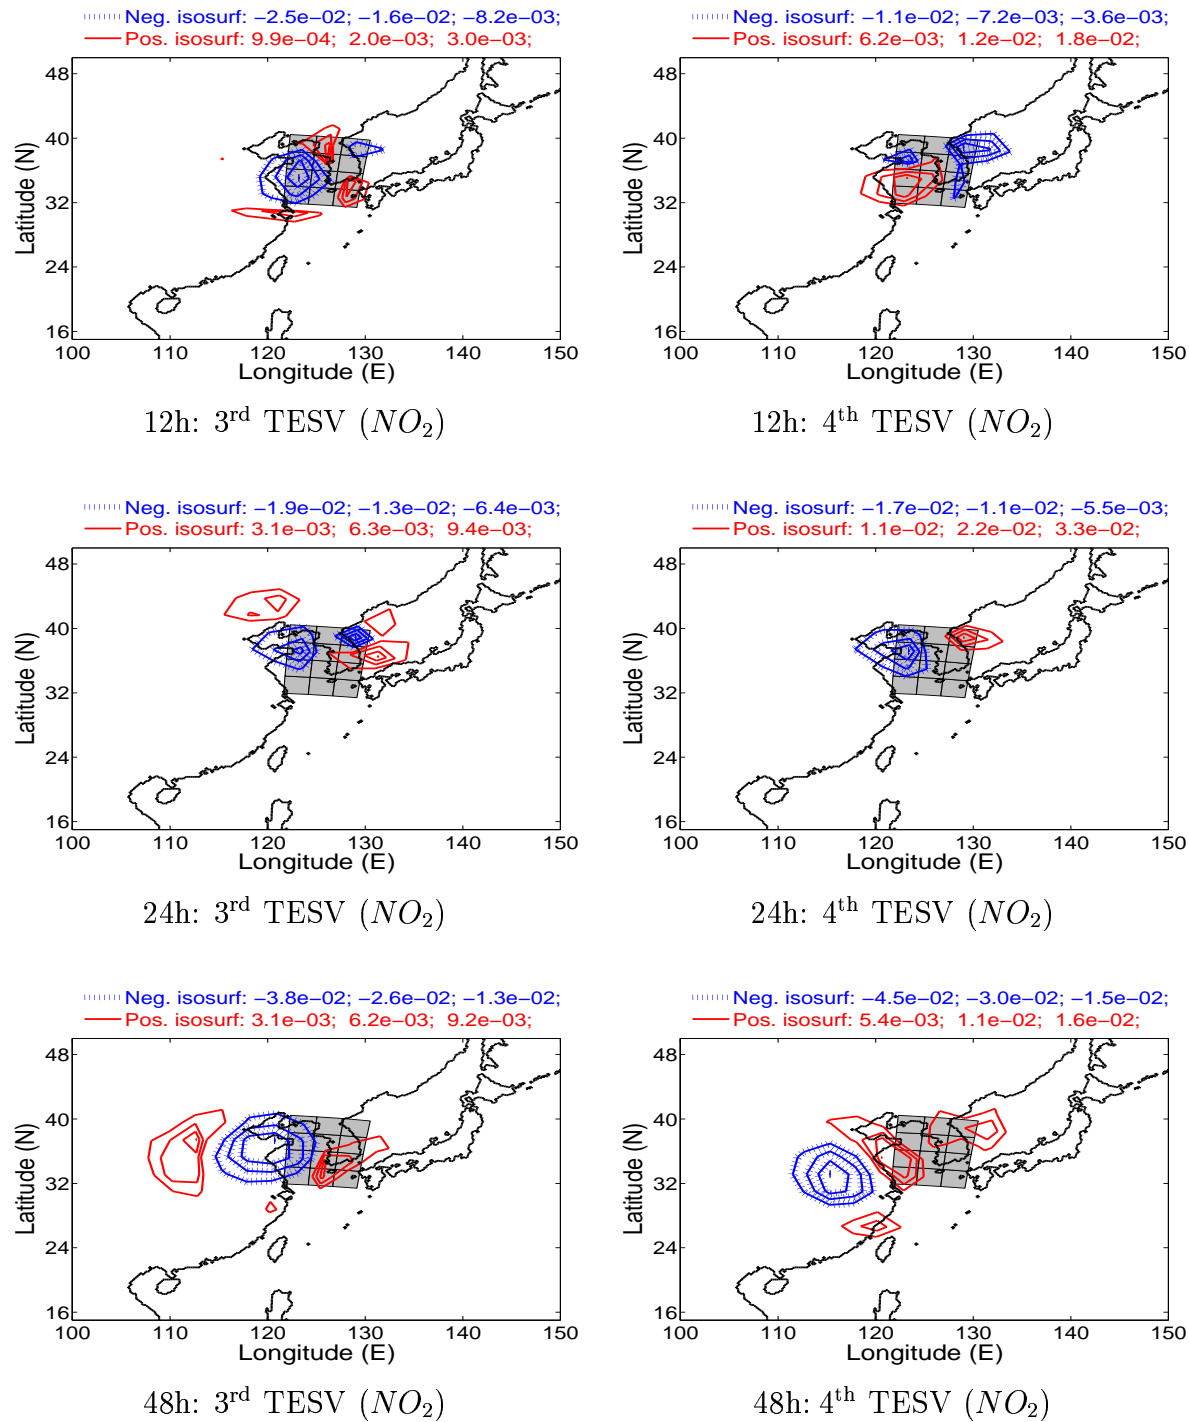 Neg. isosurf: −2.5e−02; −1.6e−02; −8.2e−03;
Pos. isosurf: 9.9e−04; 2.0e−03; 3.0e−03;
48
40
32
24
16
Latitude (N)
100 110 120 130 140 150
Longitude (E)
12h: 3rd TESV (NO2)
Neg. isosurf: −1.1e−02; −7.2e−03; −3.6e−03;
Pos. isosurf: 6.2e−03; 1.2e−02; 1.8e−02;
48
40
32
24
16
Latitude (N)
100 110 120 130 140 150
Longitude (E)
12h: 4th TESV (NO2)
Neg. isosurf: −1.9e−02; −1.3e−02; −6.4e−03;
Pos. isosurf: 3.1e−03; 6.3e−03; 9.4e−03;
48
40
32
24
16
Latitude (N)
100 110 120 130 140 150
Longitude (E)
24h: 3rd TESV (NO2)
Neg. isosurf: −1.7e−02; −1.1e−02; −5.5e−03;
Pos. isosurf: 1.1e−02; 2.2e−02; 3.3e−02;
48
40
32
24
16
Latitude (N)
100 110 120 130 140 150
Longitude (E)
24h: 4th TESV (NO2)
Neg. isosurf: −3.8e−02; −2.6e−02; −1.3e−02;
Pos. isosurf: 3.1e−03; 6.2e−03; 9.2e−03;
48
40
32
24
16
Latitude (N)
100 110 120 130 140 150
Longitude (E)
48h: 3rd TESV (NO2)
Neg. isosurf: −4.5e−02; −3.0e−02; −1.5e−02;
Pos. isosurf: 5.4e−03; 1.1e−02; 1.6e−02;
48
40
32
24
16
Latitude (N)
100 110 120 130 140 150
Longitude (E)
48h: 4th TESV (NO2)